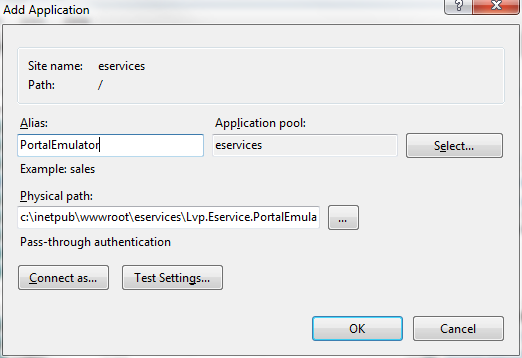 Add Application
?
Site name: eservices
Path: /
Alias:
Application pool:
PortalEmulator
eservices
Select...
Example: sales
Physical path:
c:\inetpub\wwwroot\eservices\Lvp.Eservice.PortalEmula
...
Pass-through authentication
Connect as...
Test Settings...
OK
Cancel